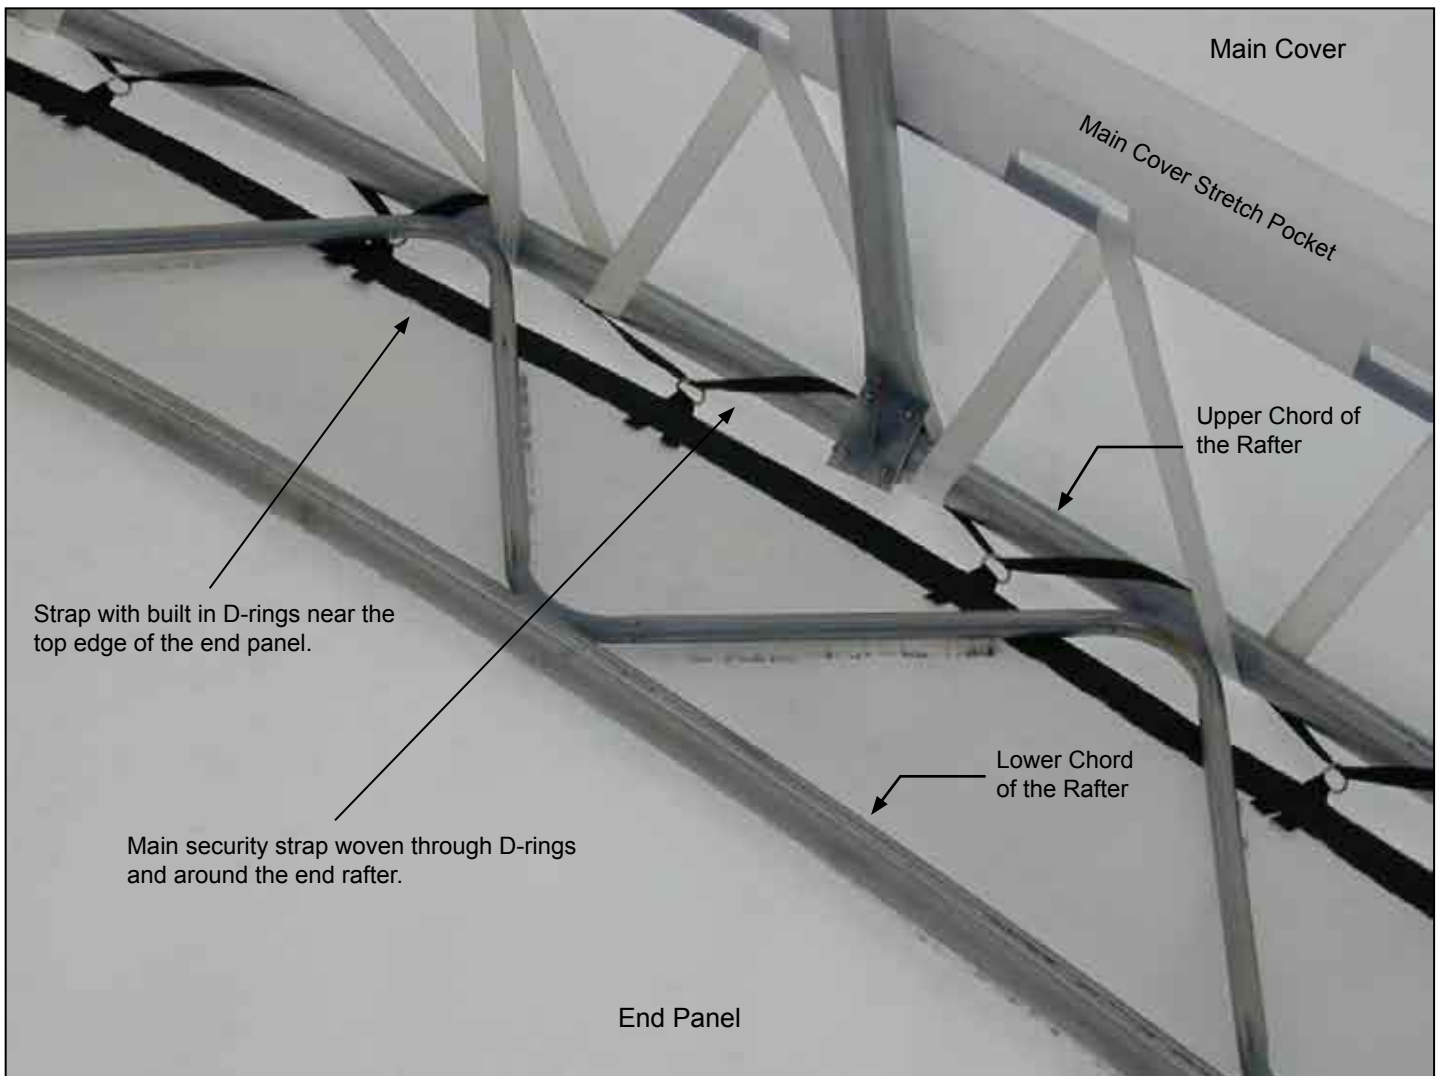 Main Cover
Main Cover Stretch Pocket
Upper Chord of
the Rafter
Strap with built in D-rings near the
top edge of the end panel.
Lower Chord
of the Rafter
Main security strap woven through D-rings
and around the end rafter.
End Panel